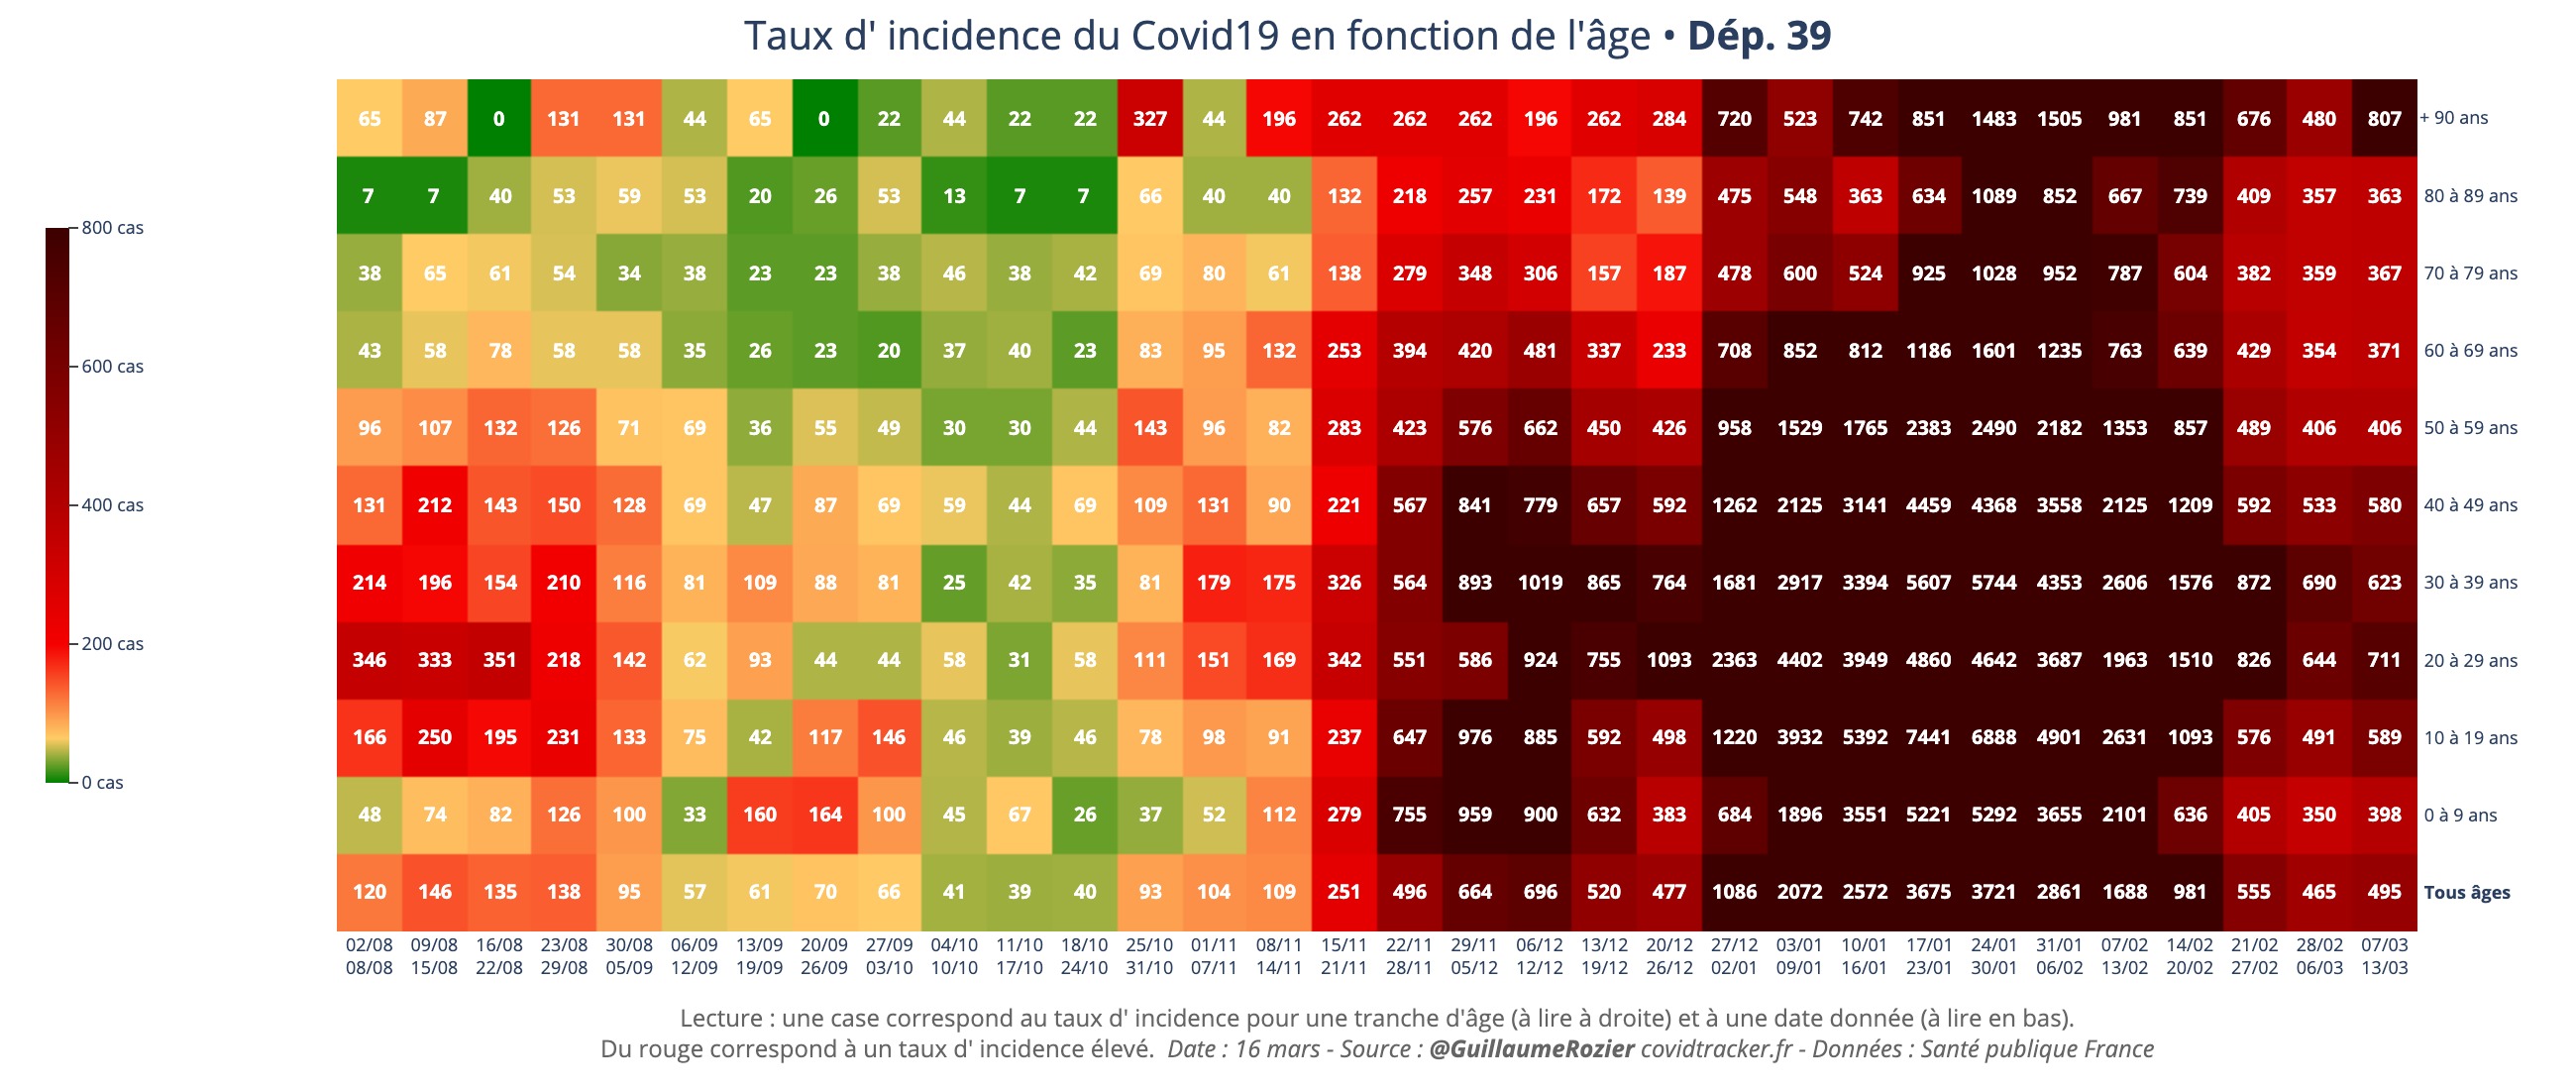 Taux d' incidence du Covid19 en fonction de l'âge • Dép. 39
800 cas
600 cas
400 cas
200 cas
0 cas
65 87 0 131 131 44 65 0 22 44 22 22 327 44 196 262 262 262 196 262 284 720 523 742 851 1483 1505 981 851 676 480 807 + 90 ans
7 7 40 53 59 53 20 26 53 13 7 7 66 40 40 132 218 257 231 172 139 475 548 363 634 1089 852 667 739 409 357 363 80 à 89 ans
38 65 61 54 34 38 23 23 38 46 38 42 69 80 61 138 279 348 306 157 187 478 600 524 925 1028 952 787 604 382 359 367 70 à 79 ans
43 58 78 58 58 35 26 23 20 37 40 23 83 95 132 253 394 420 481 337 233 708 852 812 1186 1601 1235 763 639 429 354 371 60 à 69 ans
96 107 132 126 71 69 36 55 49 30 30 44 143 96 82 283 423 576 662 450 426 958 1529 1765 2383 2490 2182 1353 857 489 406 406 50 à 59 ans
131 212 143 150 128 69 47 87 69 59 44 69 109 131 90 221 567 841 779 657 592 1262 2125 3141 4459 4368 3558 2125 1209 592 533 580 40 à 49 ans
214 196 154 210 116 81 109 88 81 25 42 35 81 179 175 326 564 893 1019 865 764 1681 2917 3394 5607 5744 4353 2606 1576 872 690 623 30 à 39 ans
346 333 351 218 142 62 93 44 44 58 31 58 111 151 169 342 551 586 924 755 1093 2363 4402 3949 4860 4642 3687 1963 1510 826 644 711 20 à 29 ans
166 250 195 231 133 75 42 117 146 46 39 46 78 98 91 237 647 976 885 592 498 1220 3932 5392 7441 6888 4901 2631 1093 576 491 589 10 à 19 ans
48 74 82 126 100 33 160 164 100 45 67 26 37 52 112 279 755 959 900 632 383 684 1896 3551 5221 5292 3655 2101 636 405 350 398 0 à 9 ans
120 146 135 138 95 57 61 70 66 41 39 40 93 104 109 251 496 664 696 520 477 1086 2072 2572 3675 3721 2861 1688 981 555 465 495 Tous âges
02/08 09/08 16/08 23/08 30/08 06/09 13/09 20/09 27/09 04/10 11/10 18/10 25/10 01/11 08/11 15/11 22/11 29/11 06/12 13/12 20/12 27/12 03/01 10/01 17/01 24/01 31/01 07/02 14/02 21/02 28/02 07/03
08/08 15/08 22/08 29/08 05/09 12/09 19/09 26/09 03/10 10/10 17/10 24/10 31/10 07/11 14/11 21/11 28/11 05/12 12/12 19/12 26/12 02/01 09/01 16/01 23/01 30/01 06/02 13/02 20/02 27/02 06/03 13/03
Lecture : une case correspond au taux d' incidence pour une tranche d'âge (à lire à droite) et à une date donnée (à lire en bas).
Du rouge correspond à un taux d' incidence élevé. Date : 16 mars - Source : @GuillaumeRozier covidtracker.fr - Données : Santé publique France